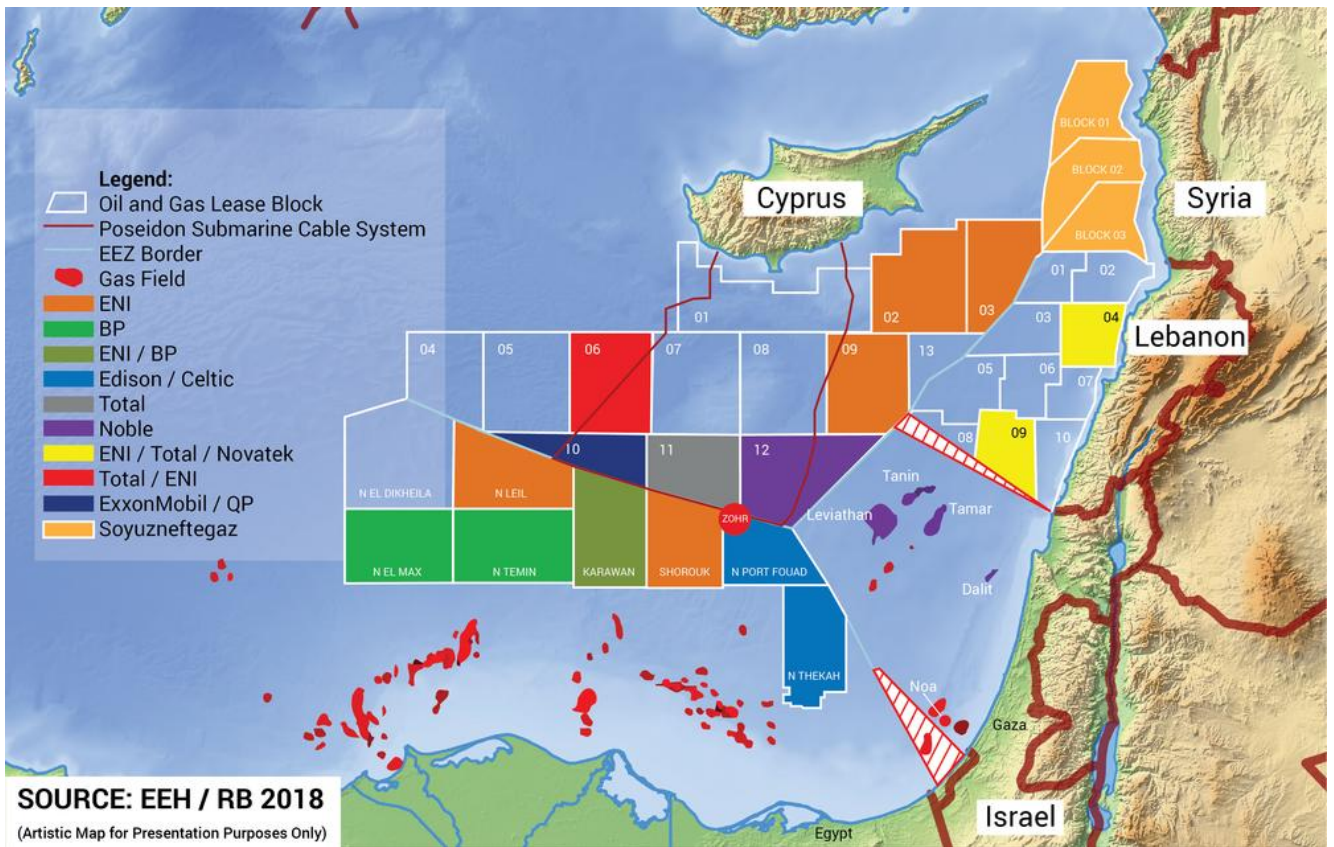 Legend:
Oil and Gas Lease Block
Poseidon Submarine Cable System
EEZ Border
Gas Field
ENI
BP
ENI / BP
Edison / Celtic
Total
Noble
ENI / Total / Novatek
Total / ENI
ExxonMobil / QP
Soyuzneftegaz
Cyprus
Syria
Lebanon
Israel
Gaza
Egypt
BLOCK 01
BLOCK 02
BLOCK 03
01
02
03
04
05
06
07
08
09
10
01
02
03
04
05
06
07
08
09
13
10
11
12
N EL DIKHEILA
N LEIL
N EL MAX
N TEMIN
KARAWAN
SHOROUK
ZOHR
N PORT FOUAD
N THEKAH
Tanin
Leviathan
Tamar
Dalit
Noa
SOURCE: EEH / RB 2018
(Artistic Map for Presentation Purposes Only)